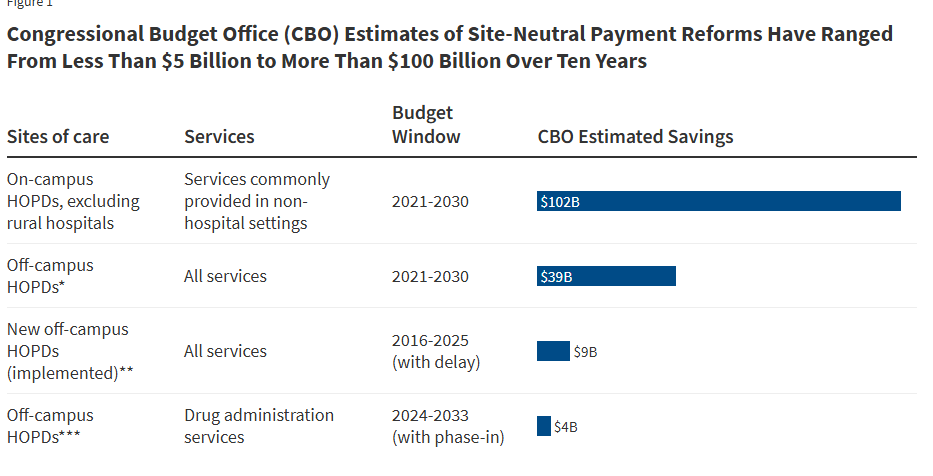 Figure 1
Congressional Budget Office (CBO) Estimates of Site-Neutral Payment Reforms Have Ranged
From Less Than $5 Billion to More Than $100 Billion Over Ten Years
Sites of care
Services
Budget
Window
CBO Estimated Savings
On-campus
HOPDs, excluding
rural hospitals
Services commonly
provided in non-
hospital settings
2021-2030
$102B
Off-campus
HOPDs*
All services
2021-2030
$39B
New off-campus
HOPDs
(implemented)**
All services
2016-2025
(with delay)
$9B
Off-campus
HOPDs***
Drug administration
services
2024-2033
(with phase-in)
$4B